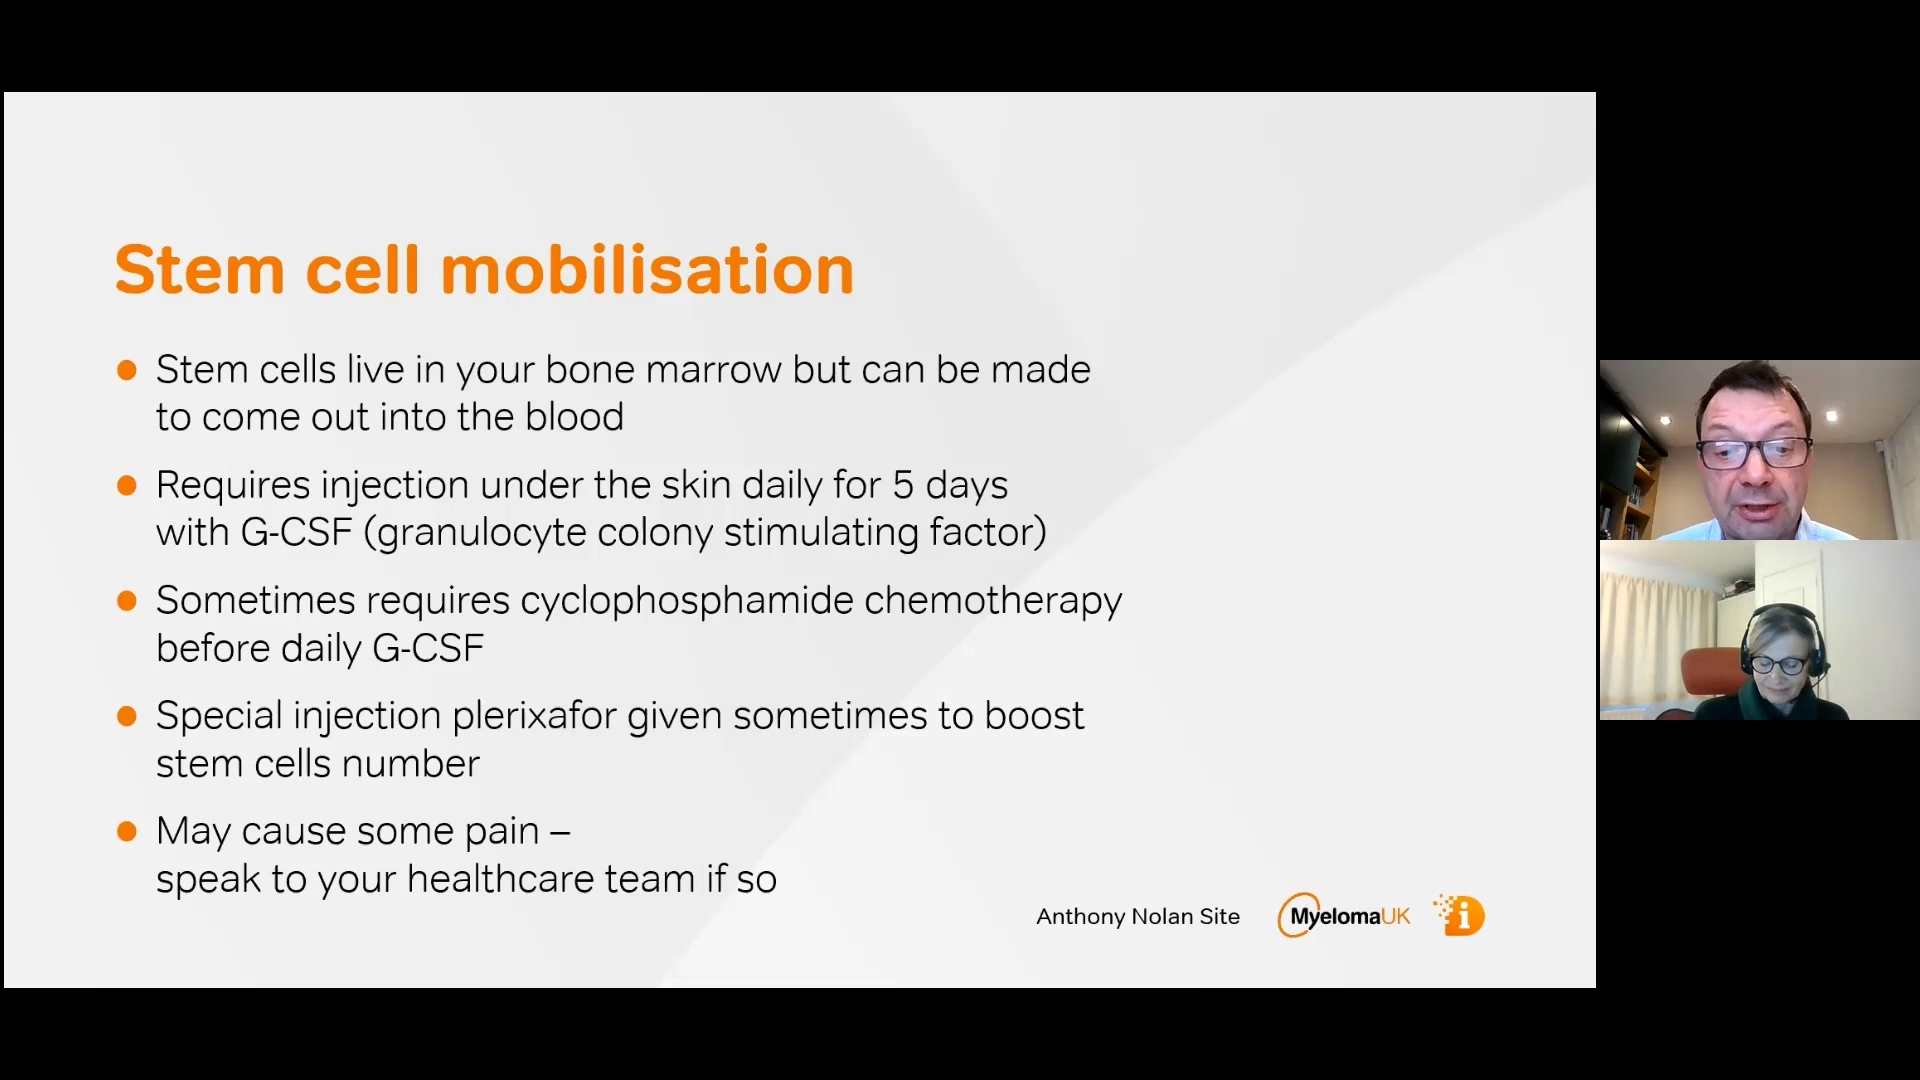 Stem cell mobilisation
Stem cells live in your bone marrow but can be made
to come out into the blood
Requires injection under the skin daily for 5 days
with G-CSF (granulocyte colony stimulating factor)
Sometimes requires cyclophosphamide chemotherapy
before daily G-CSF
Special injection plerixafor given sometimes to boost
stem cells number
May cause some pain –
speak to your healthcare team if so
Anthony Nolan Site
MyelomaUK
i